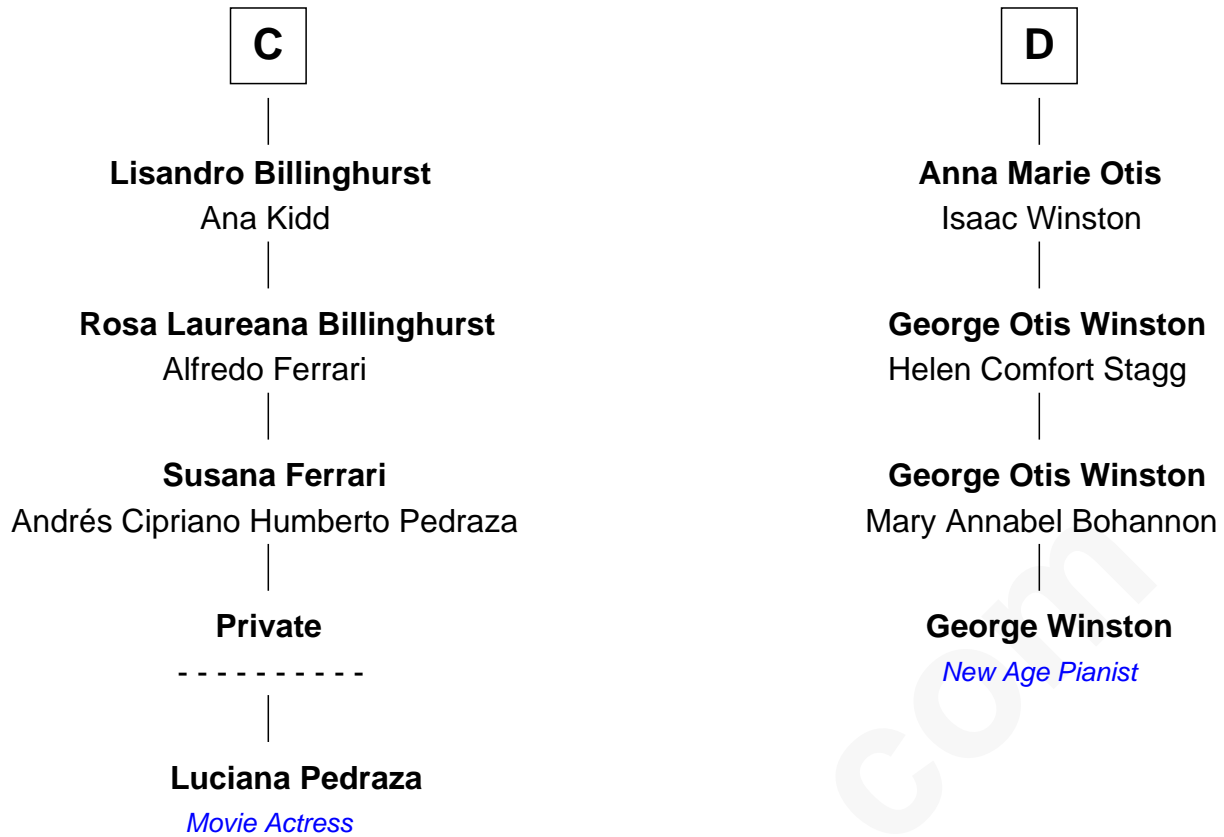 C
Lisandro Billinghurst
Ana Kidd
Rosa Laureana Billinghurst
Alfredo Ferrari
Susana Ferrari
Andrés Cipriano Humberto Pedraza
Private
- - - - - - - - - -
Luciana Pedraza
Movie Actress
D
Anna Marie Otis
Isaac Winston
George Otis Winston
Helen Comfort Stagg
George Otis Winston
Mary Annabel Bohannon
George Winston
New Age Pianist
com